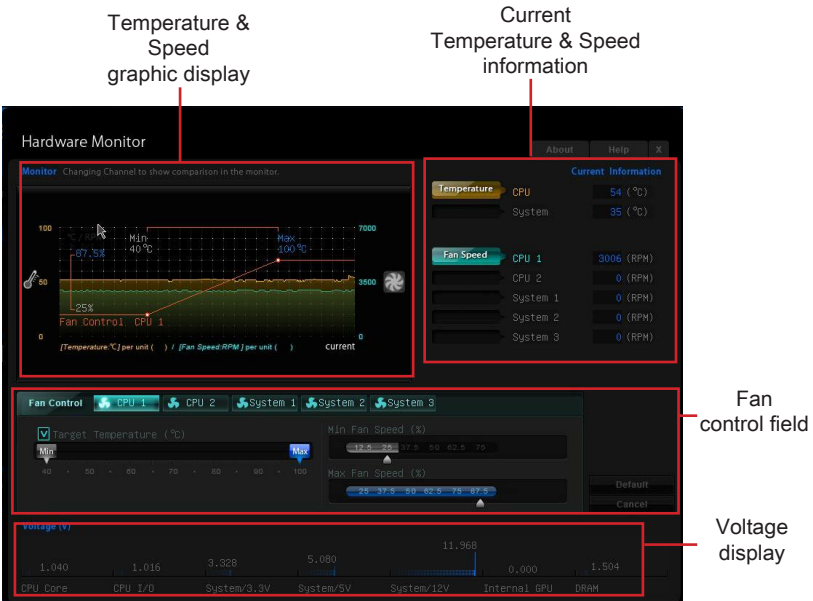 Temperature &
Speed
graphic display
Current
Temperature & Speed
information
Hardware Monitor
About Help X
Monitor Changing Channel to show comparison in the monitor.
Current Information
Temperature CPU 54 (°C)
System 35 (°C)
Fan Speed CPU 1 3006 (RPM)
CPU 2 0 (RPM)
System 1 0 (RPM)
System 2 0 (RPM)
System 3 0 (RPM)
100 °C/RPM Min Max 7000
87.5% 40°C 100°C
50 3500
25%
Fan Control CPU 1
0 0
[Temperature:°C] per unit ( ) / [Fan Speed:RPM] per unit ( ) current
Fan Control CPU 1 CPU 2 System 1 System 2 System 3
Fan
control field
V Target Temperature (°C)
Min Max
40 · 50 · 60 · 70 · 80 · 90 · 100
Min Fan Speed (%)
12.5 25 37.5 50 62.5 75
Max Fan Speed (%)
25 37.5 50 62.5 75 87.5
Default
Cancel
Voltage (V)
1.040 1.016 3.328 5.080 11.968 0.000 1.504
CPU Core CPU I/O System/3.3V System/5V System/12V Internal GPU DRAM
Voltage
display